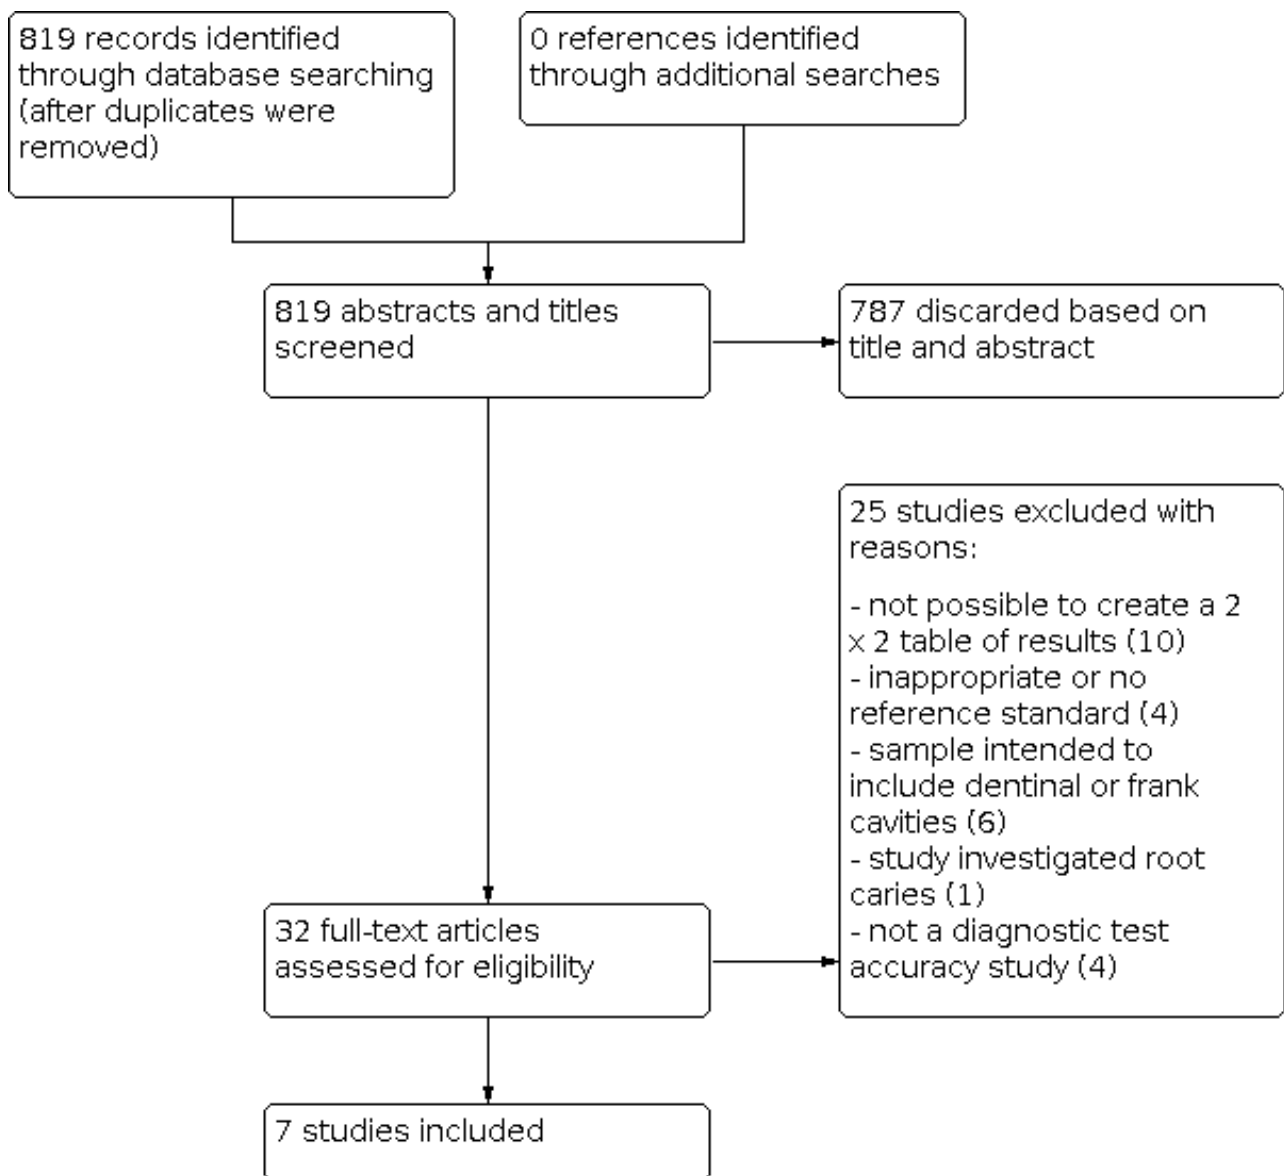 819 records identified
through database searching
(after duplicates were
removed)
0 references identified
through additional searches
819 abstracts and titles
screened
787 discarded based on
title and abstract
25 studies excluded with
reasons:
- not possible to create a 2
x 2 table of results (10)
- inappropriate or no
reference standard (4)
- sample intended to
include dentinal or frank
cavities (6)
- study investigated root
caries (1)
- not a diagnostic test
accuracy study (4)
32 full-text articles
assessed for eligibility
7 studies included